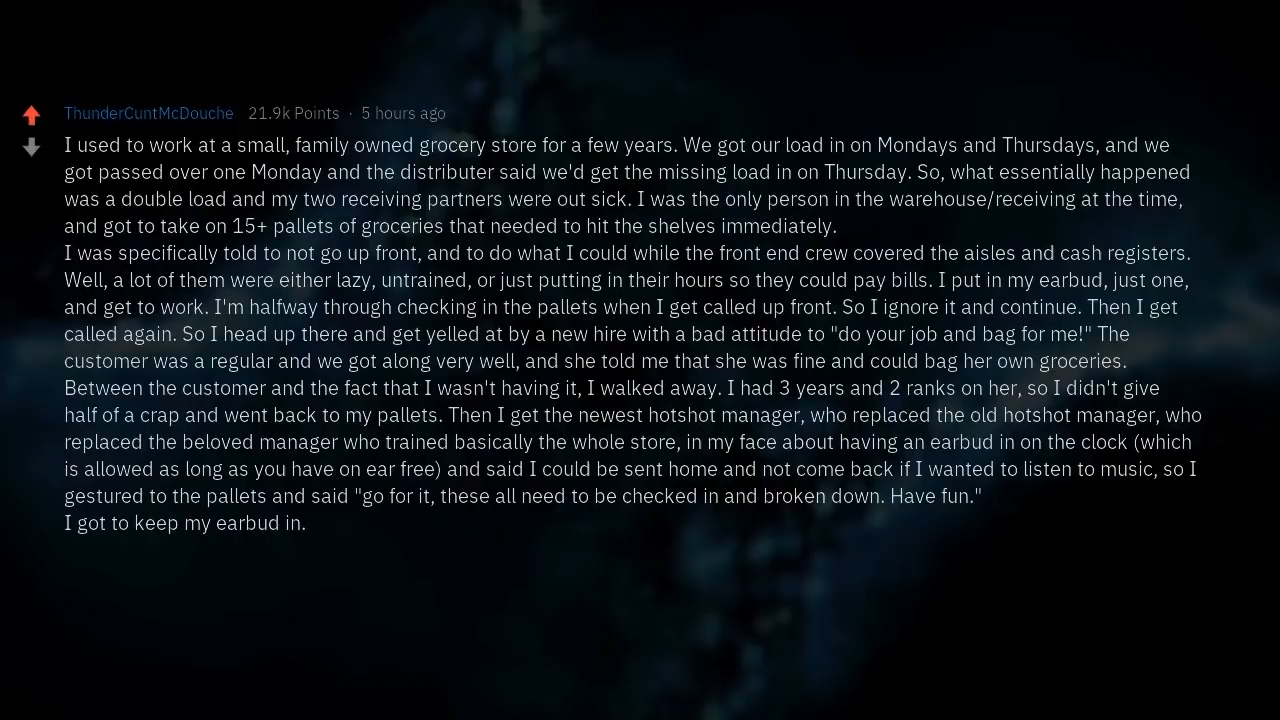 ThunderCuntMcDouche 21.9k Points · 5 hours ago
I used to work at a small, family owned grocery store for a few years. We got our load in on Mondays and Thursdays, and we
got passed over one Monday and the distributer said we'd get the missing load in on Thursday. So, what essentially happened
was a double load and my two receiving partners were out sick. I was the only person in the warehouse/receiving at the time,
and got to take on 15+ pallets of groceries that needed to hit the shelves immediately.
I was specifically told to not go up front, and to do what I could while the front end crew covered the aisles and cash registers.
Well, a lot of them were either lazy, untrained, or just putting in their hours so they could pay bills. I put in my earbud, just one,
and get to work. I'm halfway through checking in the pallets when I get called up front. So I ignore it and continue. Then I get
called again. So I head up there and get yelled at by a new hire with a bad attitude to "do your job and bag for me!" The
customer was a regular and we got along very well, and she told me that she was fine and could bag her own groceries.
Between the customer and the fact that I wasn't having it, I walked away. I had 3 years and 2 ranks on her, so I didn't give
half of a crap and went back to my pallets. Then I get the newest hotshot manager, who replaced the old hotshot manager, who
replaced the beloved manager who trained basically the whole store, in my face about having an earbud in on the clock (which
is allowed as long as you have on ear free) and said I could be sent home and not come back if I wanted to listen to music, so I
gestured to the pallets and said "go for it, these all need to be checked in and broken down. Have fun."
I got to keep my earbud in.